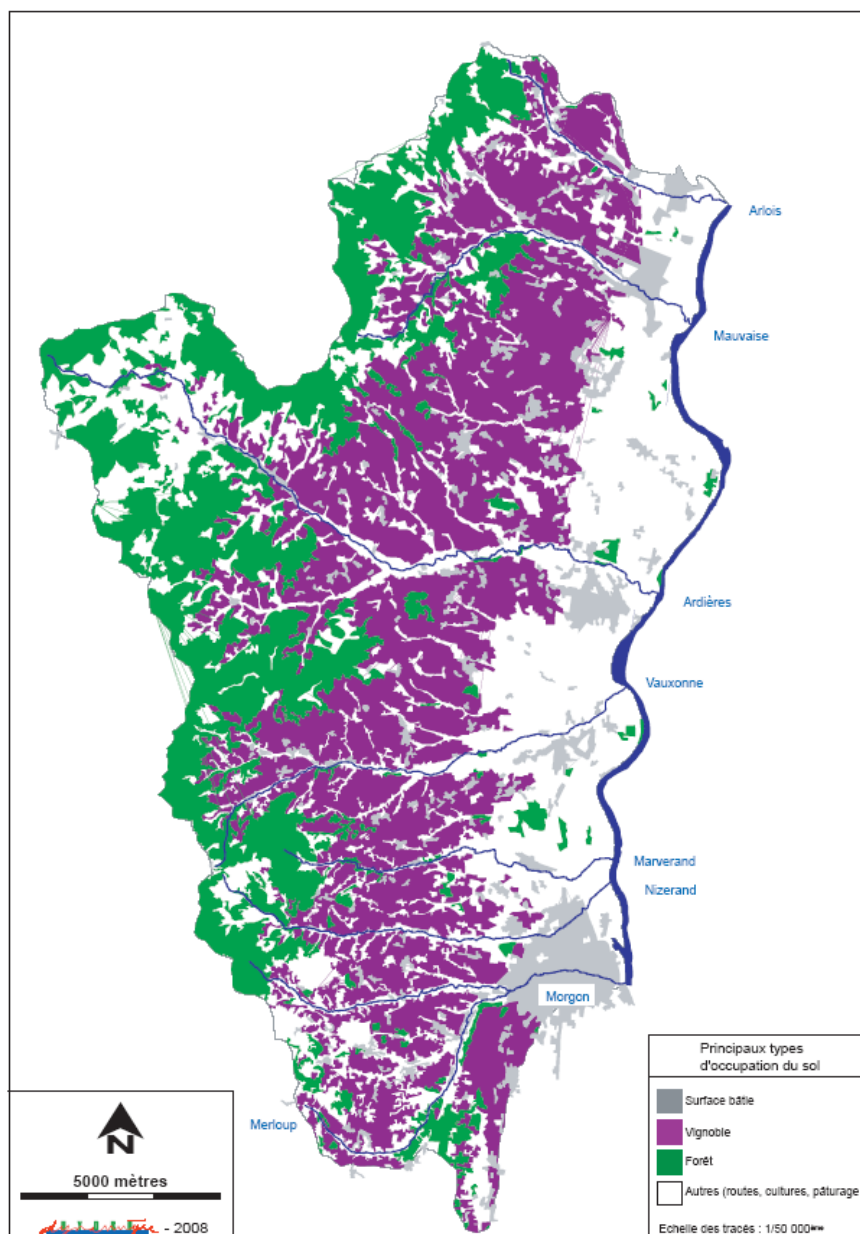 Arlois
Mauvaise
Ardières
Vauxonne
Marverand
Nizerand
Morgon
Merloup
N
5000 mètres
- 2008
Principaux types
d'occupation du sol
Surface bâtie
Vignoble
Forêt
Autres (routes, cultures, pâturage
Echelle des tracés : 1/50 000ème